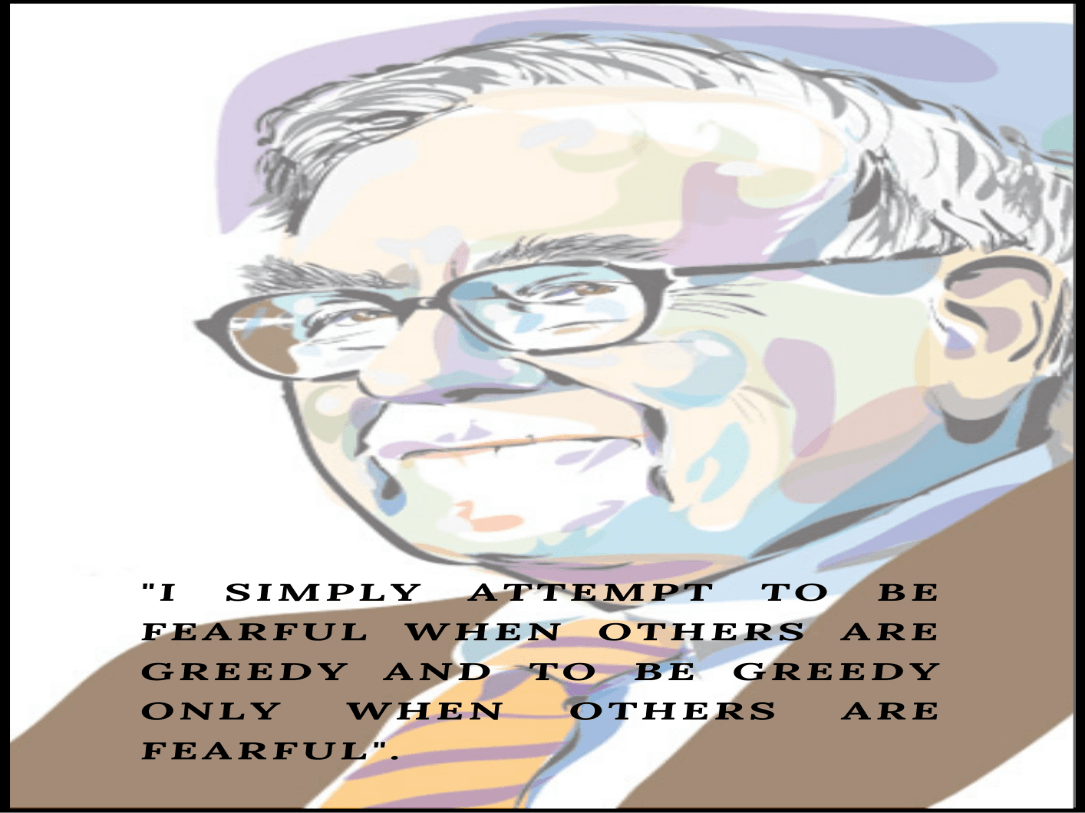 "I SIMPLY ATTEMPT TO BE
FEARFUL WHEN OTHERS ARE
GREEDY AND TO BE GREEDY
ONLY WHEN OTHERS ARE
FEARFUL".